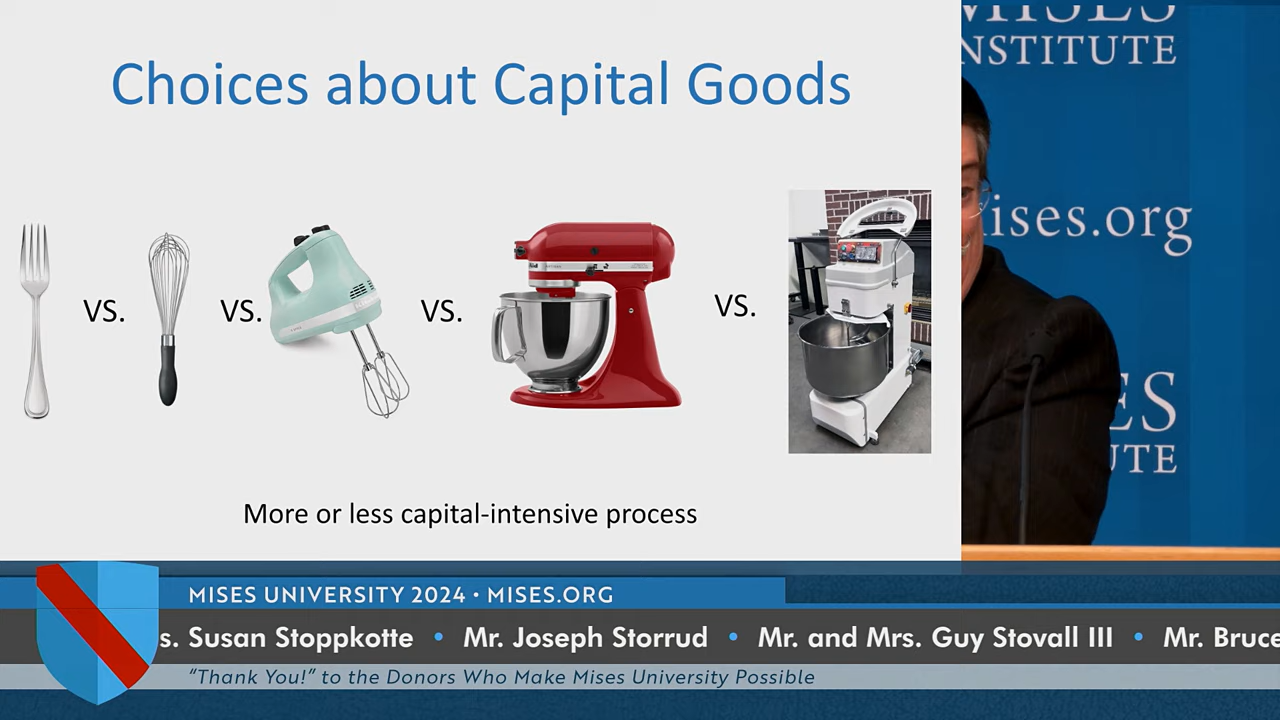 Choices about Capital Goods
vs.
vs.
vs.
vs.
More or less capital-intensive process
MISES
INSTITUTE
mises.org
MISES UNIVERSITY 2024 • MISES.ORG
s. Susan Stoppkotte • Mr. Joseph Storrud • Mr. and Mrs. Guy Stovall III • Mr. Bruce
“Thank You!” to the Donors Who Make Mises University Possible